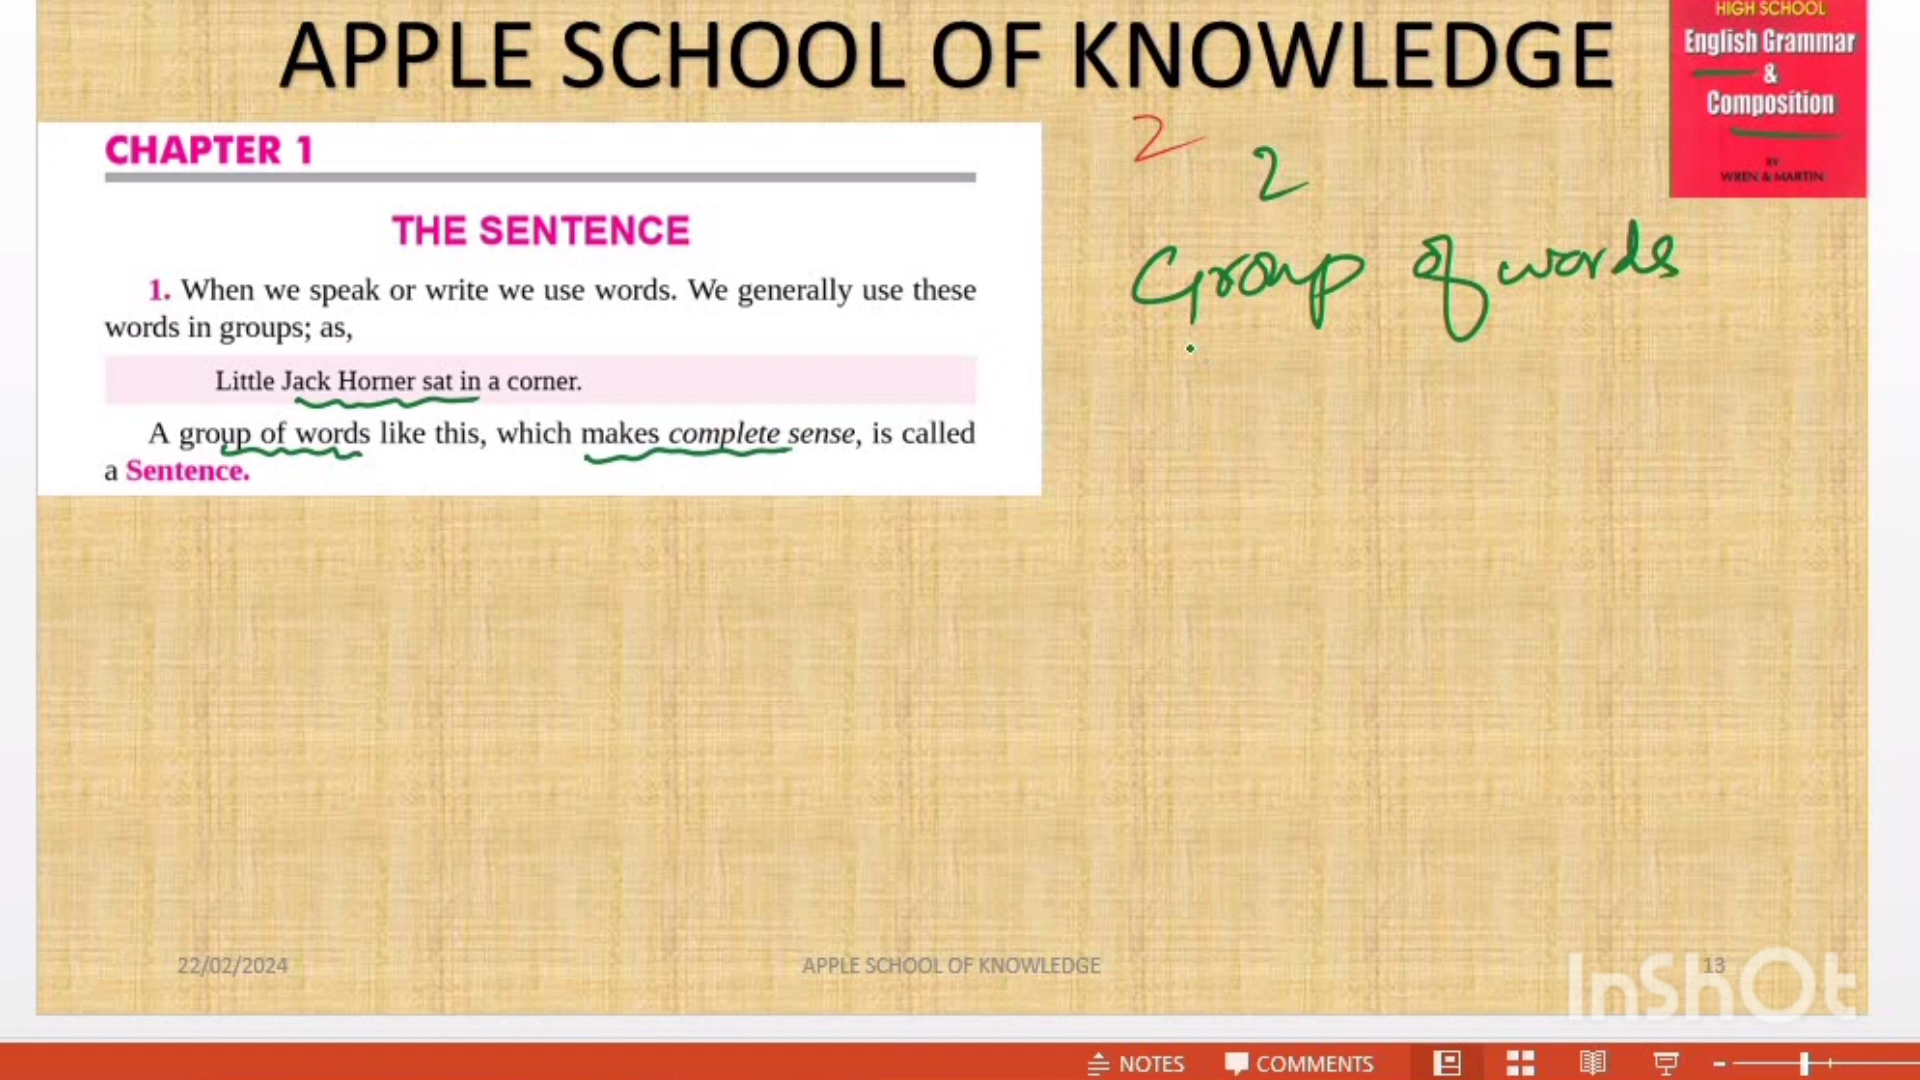 APPLE SCHOOL OF KNOWLEDGE
HIGH SCHOOL
English Grammar
&
Composition
BY
WREN & MARTIN
CHAPTER 1
THE SENTENCE
1. When we speak or write we use words. We generally use these
words in groups; as,
Little Jack Horner sat in a corner.
A group of words like this, which makes complete sense, is called
a Sentence.
2
2
Group of words
22/02/2024
APPLE SCHOOL OF KNOWLEDGE
13
InShOt
NOTES
COMMENTS